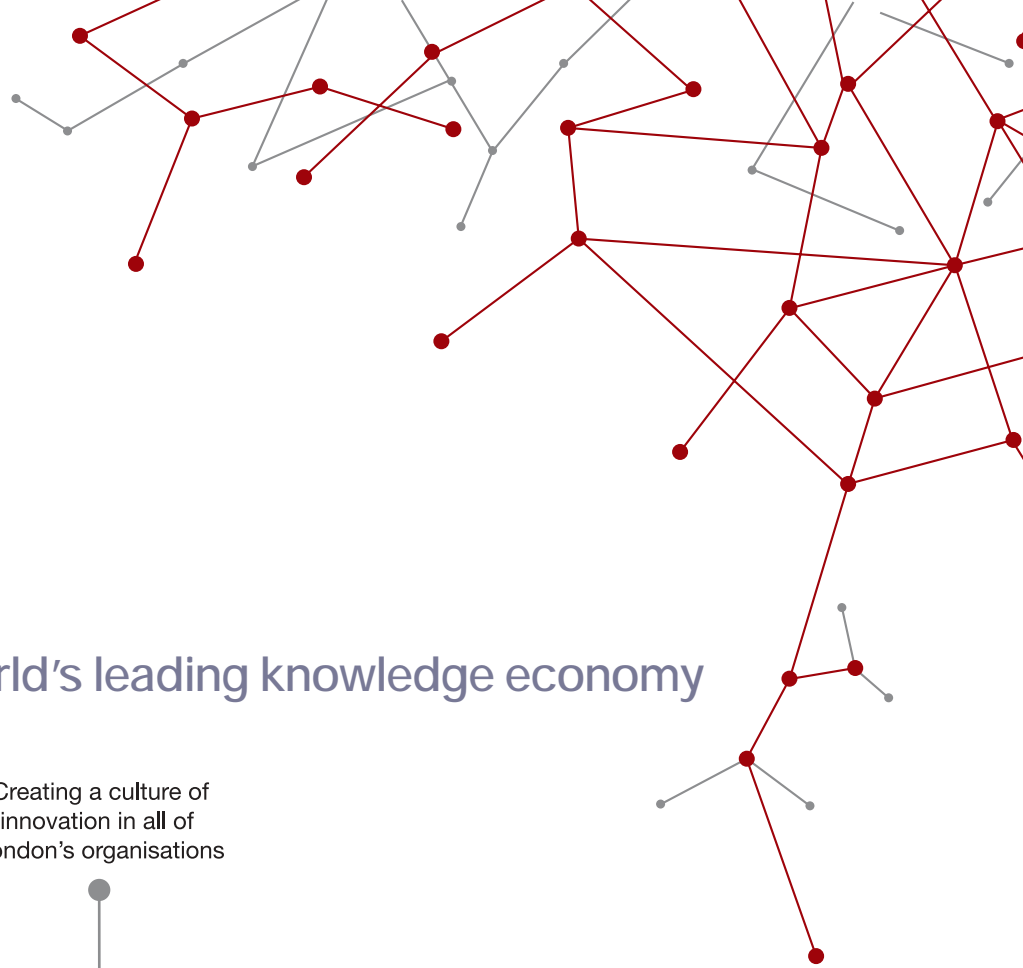 rld's leading knowledge economy
Creating a culture of
innovation in all of
ondon's organisations